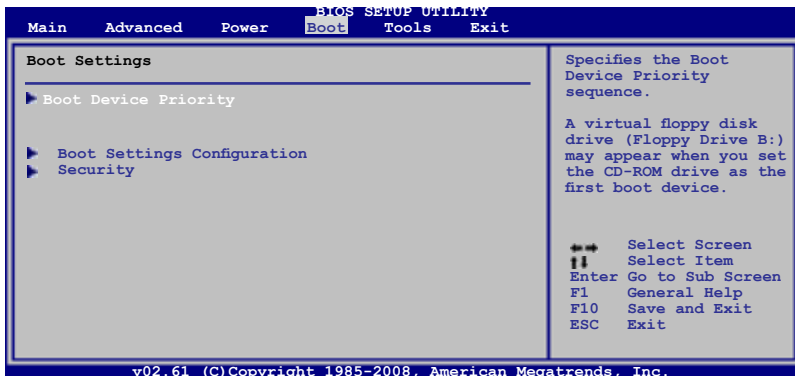 BIOS SETUP UTILITY
Main Advanced Power Boot Tools Exit
Boot Settings
Boot Device Priority
Boot Settings Configuration
Security
Specifies the Boot
Device Priority
sequence.
A virtual floppy disk
drive (Floppy Drive B:)
may appear when you set
the CD-ROM drive as the
first boot device.
Select Screen
Select Item
Enter Go to Sub Screen
F1 General Help
F10 Save and Exit
ESC Exit
v02.61 (C)Copyright 1985-2008, American Megatrends, Inc.